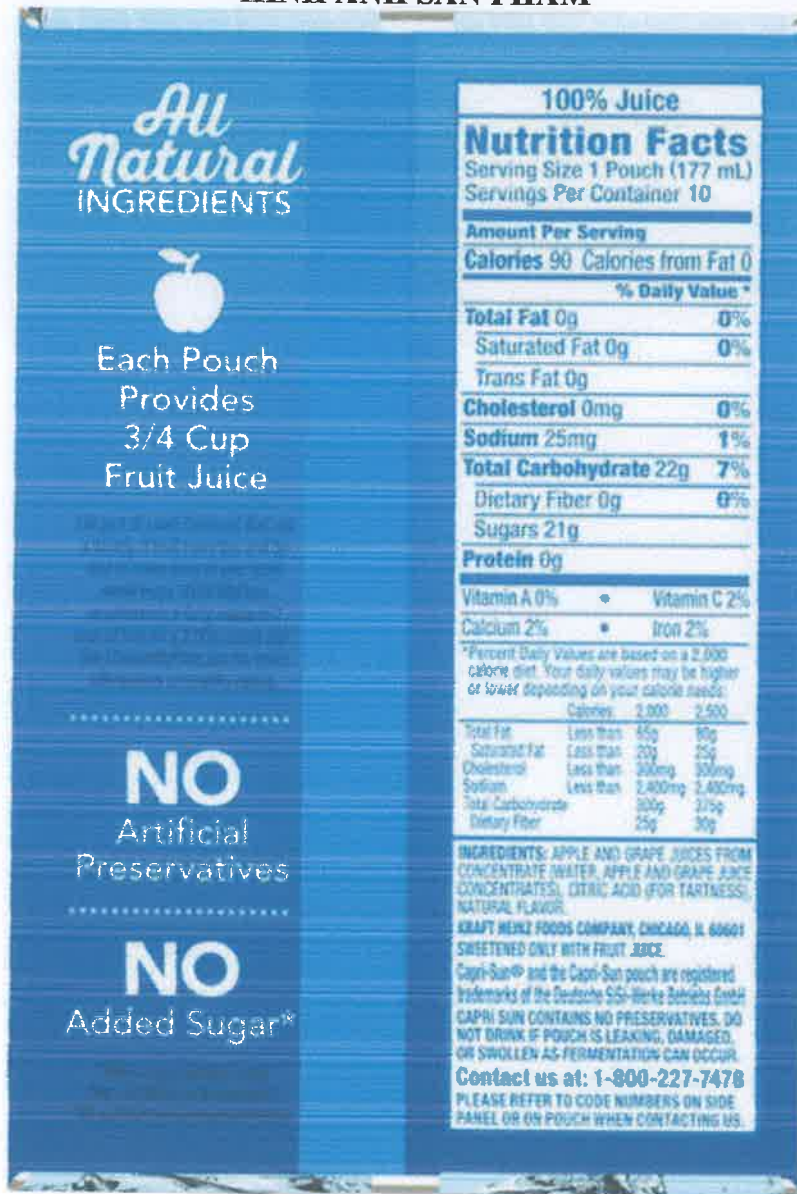 All
Natural
INGREDIENTS
Each Pouch
Provides
3/4 Cup
Fruit Juice
NO
Artificial
Preservatives
NO
Added Sugar*
100% Juice
Nutrition Facts
Serving Size 1 Pouch (177 mL)
Servings Per Container 10
Amount Per Serving
Calories 90 Calories from Fat 0
% Daily Value *
Total Fat 0g 0%
Saturated Fat 0g 0%
Trans Fat 0g
Cholesterol 0mg 0%
Sodium 25mg 1%
Total Carbohydrate 22g 7%
Dietary Fiber 0g 0%
Sugars 21g
Protein 0g
Vitamin A 0% • Vitamin C 2%
Calcium 2% • Iron 2%
*Percent Daily Values are based on a 2,000
calorie diet. Your daily values may be higher
or lower depending on your calorie needs:
Calories 2,000 2,500
Total Fat Less than 65g 80g
Saturated Fat Less than 20g 25g
Cholesterol Less than 300mg 300mg
Sodium Less than 2,400mg 2,400mg
Total Carbohydrate 300g 375g
Dietary Fiber 25g 30g
INGREDIENTS: APPLE AND GRAPE JUICES FROM
CONCENTRATE (WATER, APPLE AND GRAPE JUICE
CONCENTRATES), CITRIC ACID (FOR TARTNESS),
NATURAL FLAVOR.
KRAFT HEINZ FOODS COMPANY, CHICAGO, IL 60601
SWEETENED ONLY WITH FRUIT JUICE
Capri-Sun® and the Capri-Sun pouch are registered
trademarks of the Deutsche SiSi-Werke Betriebs GmbH
CAPRI SUN CONTAINS NO PRESERVATIVES. DO
NOT DRINK IF POUCH IS LEAKING, DAMAGED,
OR SWOLLEN AS FERMENTATION CAN OCCUR.
Contact us at: 1-800-227-7478
PLEASE REFER TO CODE NUMBERS ON SIDE
PANEL OR ON POUCH WHEN CONTACTING US.